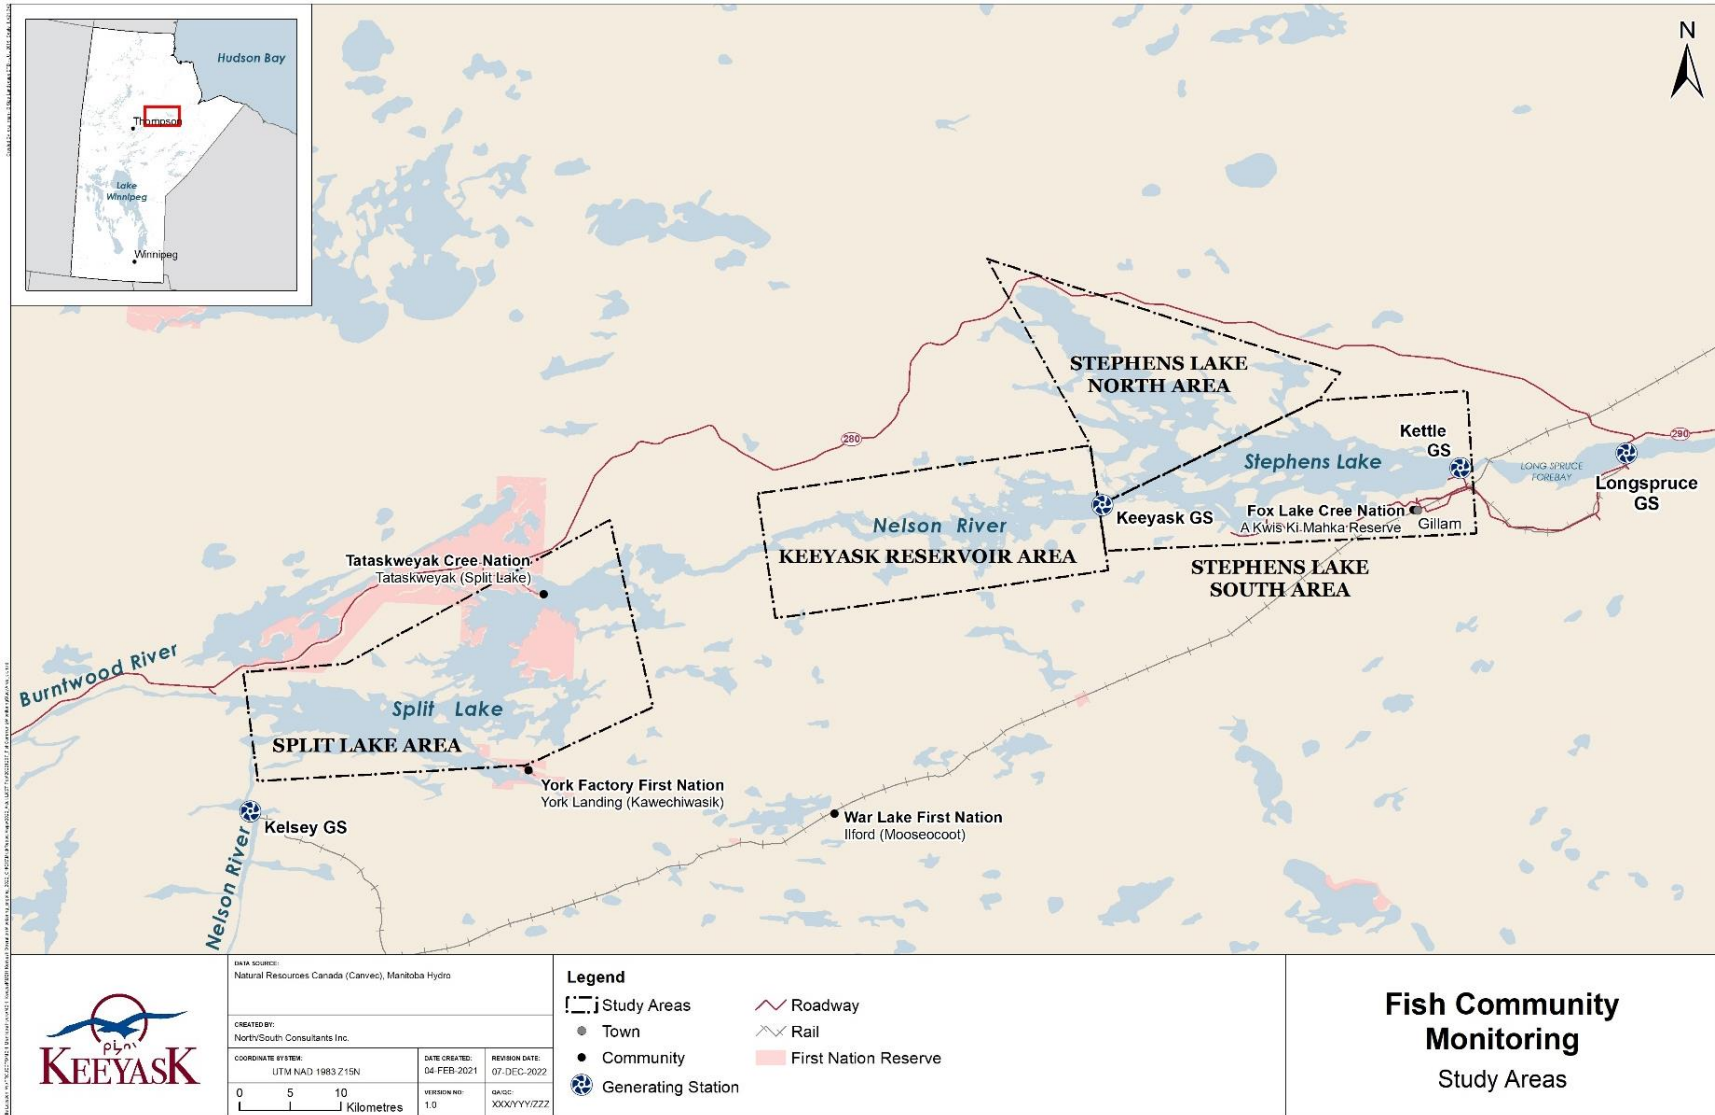 Hudson Bay
Thompson
Lake
Winnipeg
Winnipeg
N
STEPHENS LAKE
NORTH AREA
280
Kettle
GS
290
Stephens Lake
LONG SPRUCE
FOREBAY
Longspruce
GS
Nelson River
Keeyask GS
Fox Lake Cree Nation
A Kwis Ki Mahka Reserve
Gillam
KEEYASK RESERVOIR AREA
STEPHENS LAKE
SOUTH AREA
Tataskweyak Cree Nation
Tataskweyak (Split Lake)
Burntwood River
Split Lake
SPLIT LAKE AREA
York Factory First Nation
York Landing (Kawechiwasik)
Kelsey GS
War Lake First Nation
Ilford (Mooseocoot)
Nelson River
ᑭᔮᐢᐠ
KEEYASK
DATA SOURCE:
Natural Resources Canada (Canvec), Manitoba Hydro
CREATED BY:
North/South Consultants Inc.
COORDINATE SYSTEM:
UTM NAD 1983 Z15N
DATE CREATED:
04-FEB-2021
REVISION DATE:
07-DEC-2022
0 5 10
Kilometres
VERSION NO:
1.0
QA/QC:
XXX/YYY/ZZZ
Legend
Study Areas
Town
Community
Generating Station
Roadway
Rail
First Nation Reserve
Fish Community
Monitoring
Study Areas